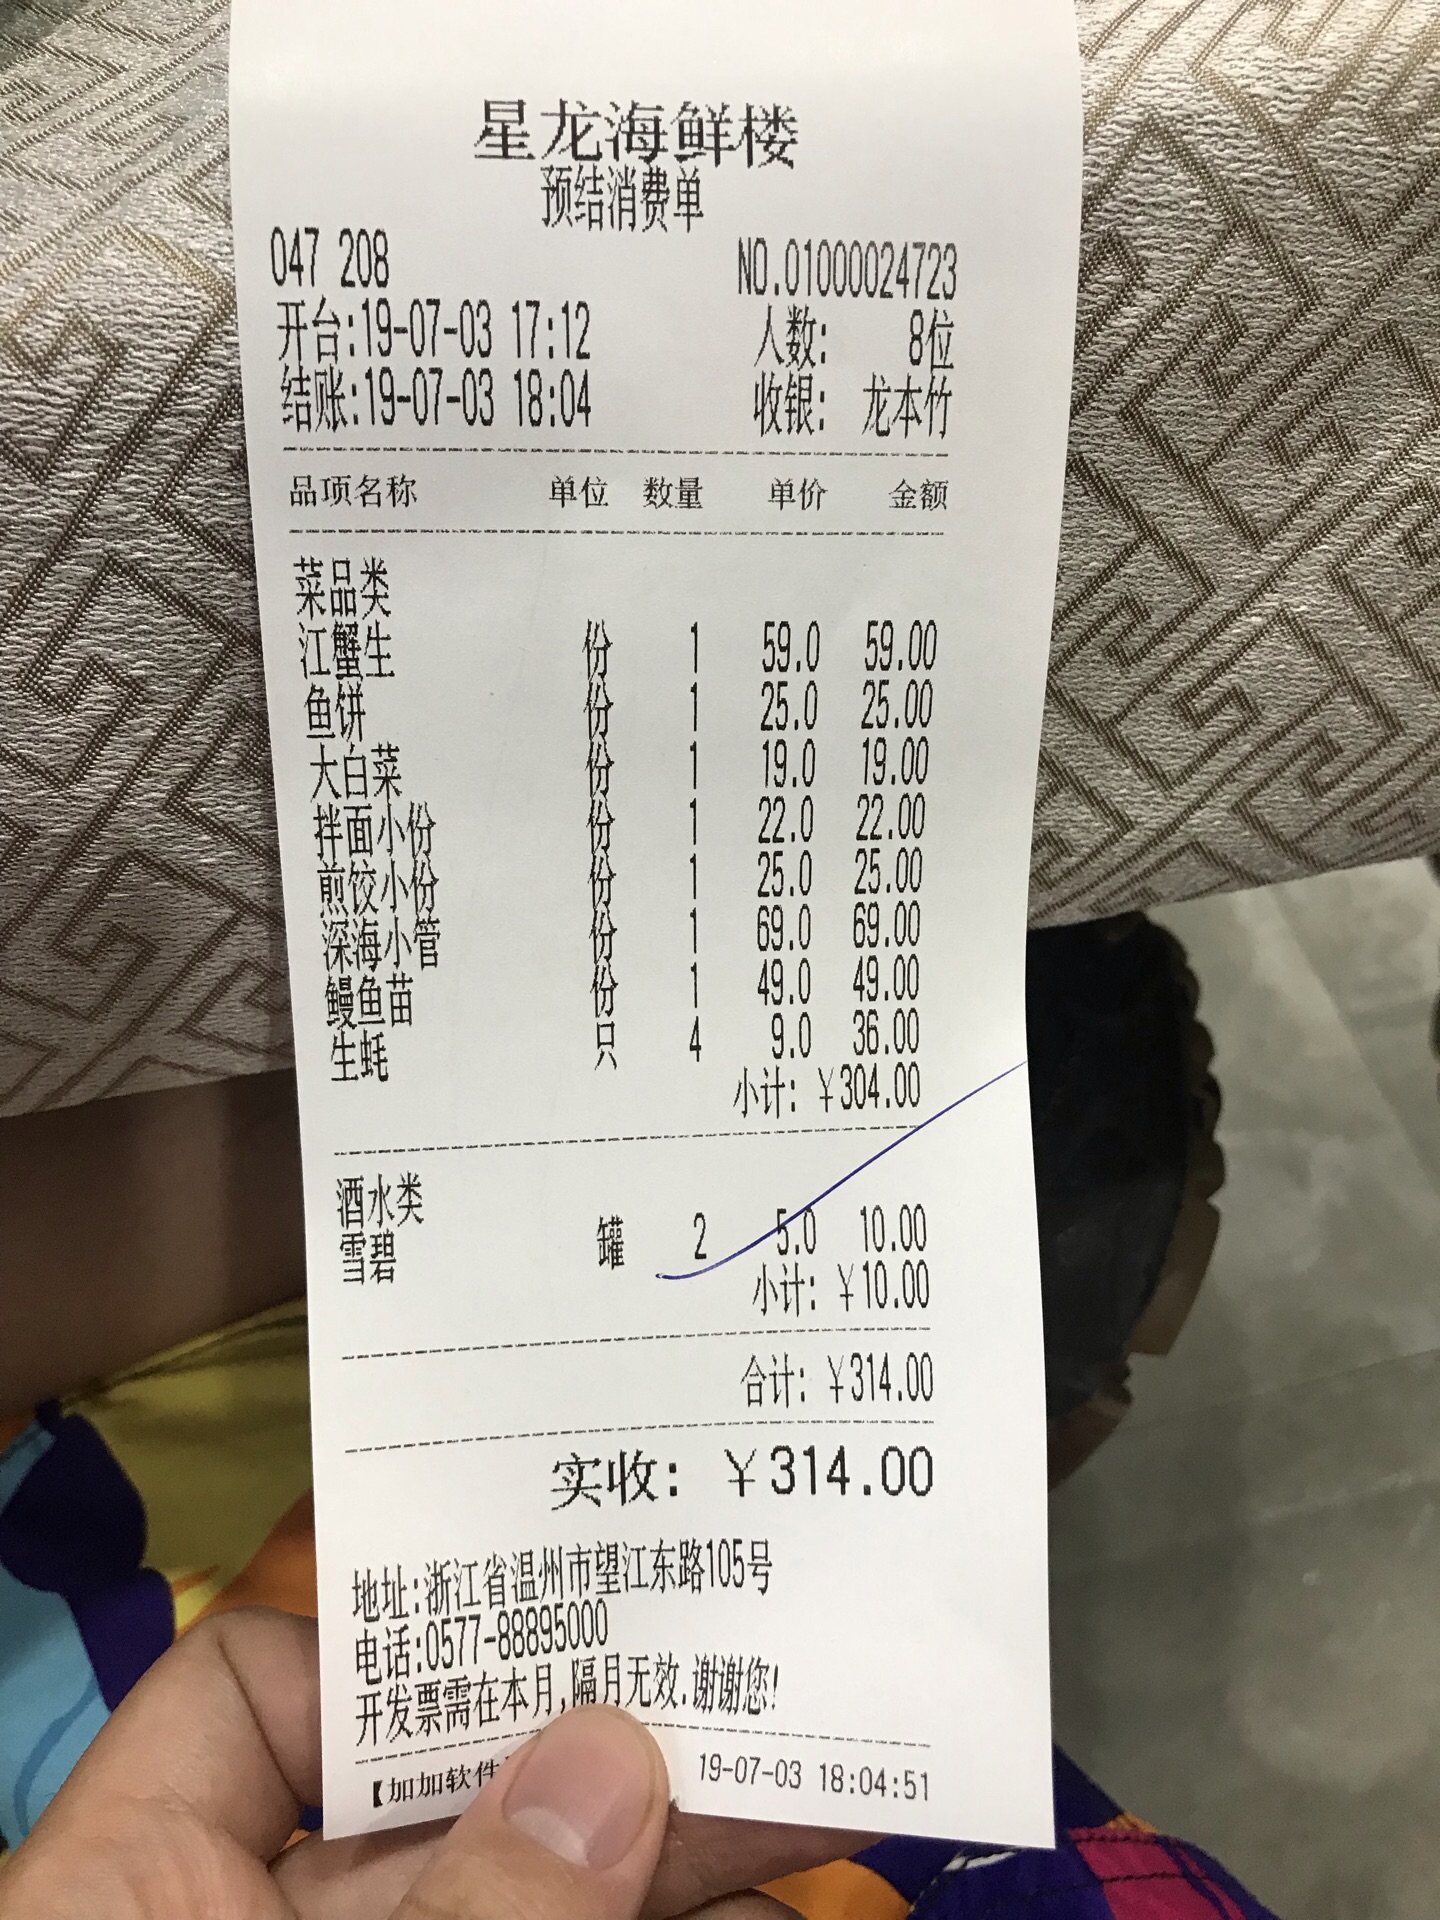 星龙海鲜楼
预结消费单
047 208 NO.01000024723
开台:19-07-03 17:12 人数: 8位
结账:19-07-03 18:04 收银: 龙本竹
品项名称 单位 数量 单价 金额
菜品类
江蟹生 份 1 59.0 59.00
鱼饼 份 1 25.0 25.00
大白菜 份 1 19.0 19.00
拌面小份 份 1 22.0 22.00
煎饺小份 份 1 25.0 25.00
深海小管 份 1 69.0 69.00
鳗鱼苗 份 1 49.0 49.00
生蚝 只 4 9.0 36.00
小计: ￥304.00
酒水类
雪碧 罐 2 5.0 10.00
小计: ￥10.00
合计: ￥314.00
实收: ￥314.00
地址:浙江省温州市望江东路105号
电话:0577-88895000
开发票需在本月,隔月无效.谢谢您!
【加加软件 19-07-03 18:04:51